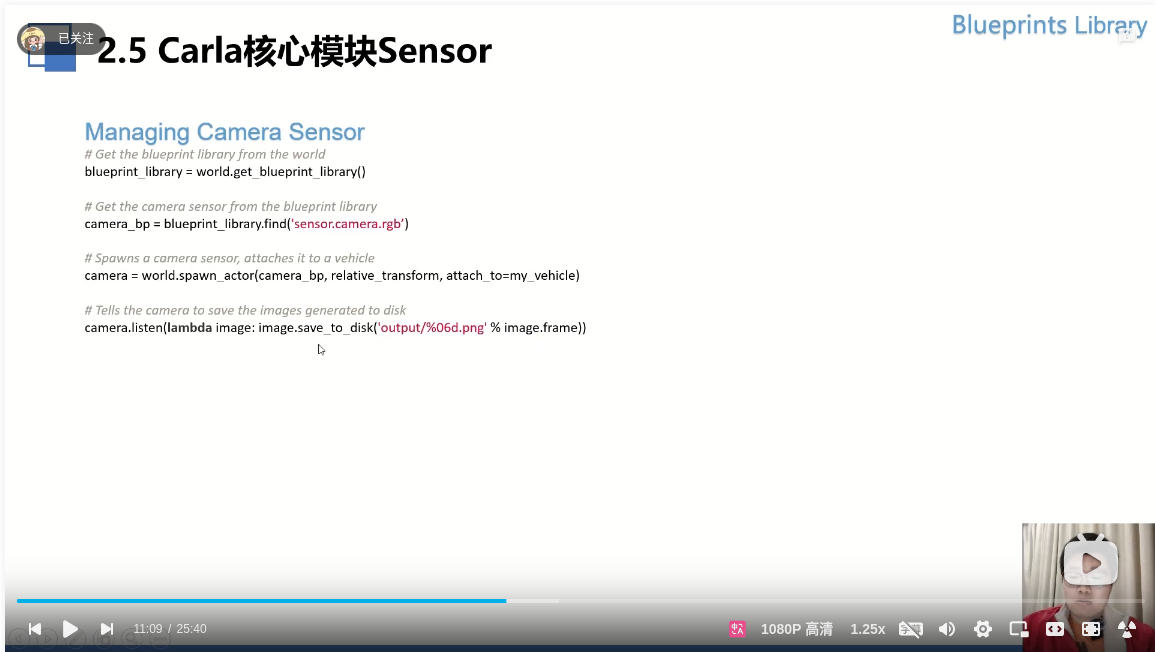 已关注
2.5 Carla核心模块Sensor
Blueprints Library
Managing Camera Sensor
# Get the blueprint library from the world
blueprint_library = world.get_blueprint_library()
# Get the camera sensor from the blueprint library
camera_bp = blueprint_library.find('sensor.camera.rgb’)
# Spawns a camera sensor, attaches it to a vehicle
camera = world.spawn_actor(camera_bp, relative_transform, attach_to=my_vehicle)
# Tells the camera to save the images generated to disk
camera.listen(lambda image: image.save_to_disk('output/%06d.png' % image.frame))
11:09 / 25:40
1080P 高清
1.25x